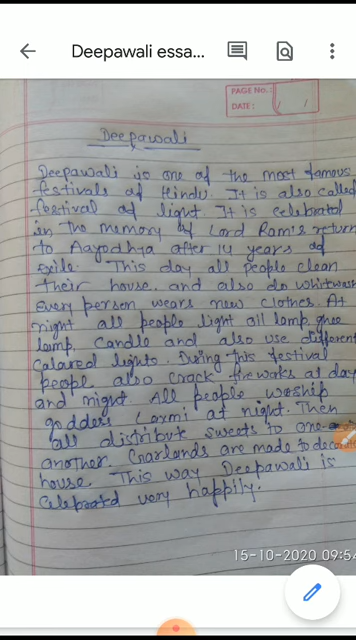 Deepawali essa...
PAGE No.:
DATE: / /
Deepawali
Deepawali is one of the most famous
festivals of Hindu. It is also called
festival of light. It is celebrated
in the memory of Lord Ram's return
to Aayodhya after 14 years of
exile. This day all people clean
their house. and also do whitwash
Every person wears new clothes. At
night all people light oil lamp, ghee
lamp, candle and also use different
Colared lights. During this festival
people also crack fireworks at day
and night All people worship
goddess Laxmi at night. Then
all distribute sweets to one
another. Garlands are made to deco
house. This way Deepawali is
Celebrated very happily.
15-10-2020 09:54